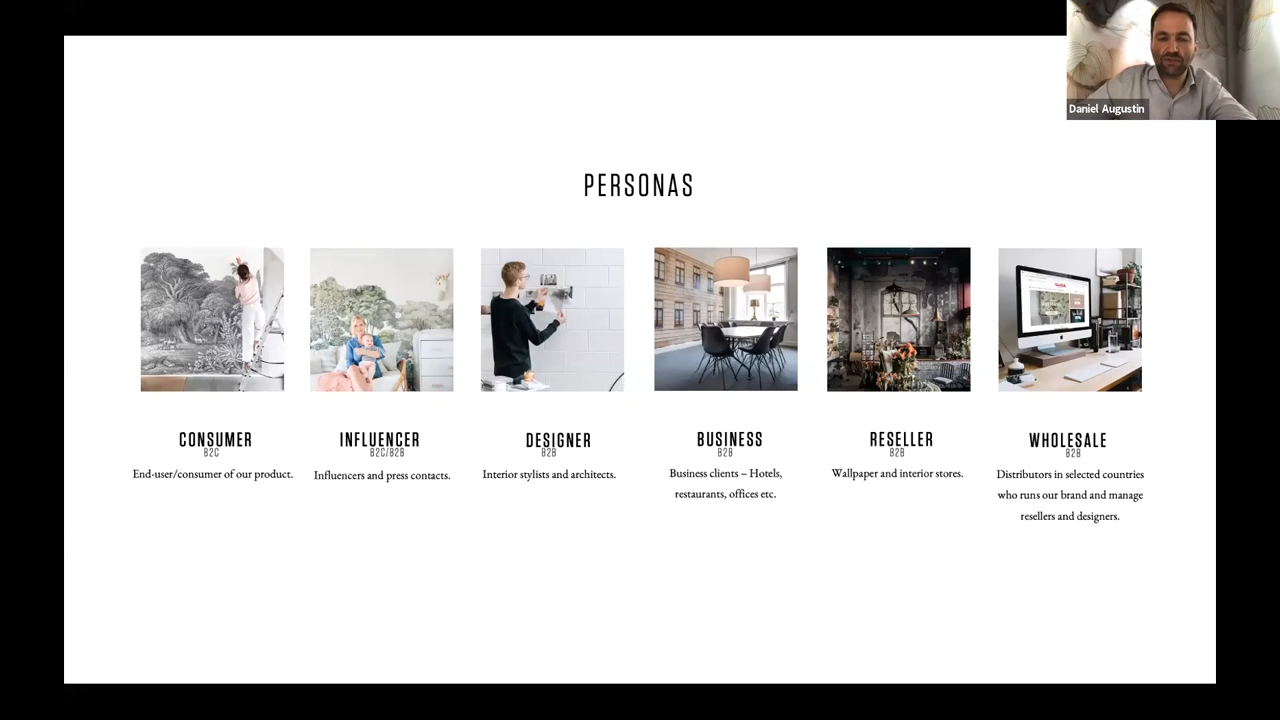 Daniel Augustin
PERSONAS
CONSUMER
B2C
End-user/consumer of our product.
INFLUENCER
B2C/B2B
Influencers and press contacts.
DESIGNER
B2B
Interior stylists and architects.
BUSINESS
B2B
Business clients – Hotels,
restaurants, offices etc.
RESELLER
B2B
Wallpaper and interior stores.
WHOLESALE
B2B
Distributors in selected countries
who runs our brand and manage
resellers and designers.